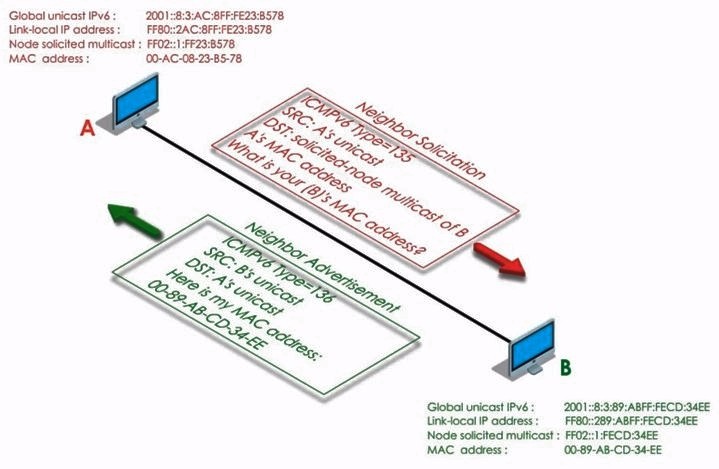 Global unicast IPv6 : 2001::8:3:AC:8FF:FE23:B578
Link-local IP address : FF80::2AC:8FF:FE23:B578
Node solicited multicast : FF02::1:FF23:B578
MAC address : 00-AC-08-23-B5-78
A
Neighbor Solicitation
ICMPv6 Type=135
SRC: A's unicast
DST: solicited-node multicast of B
A's MAC address
What is your (B)'s MAC address?
Neighbor Advertisement
ICMPv6 Type=136
SRC: B's unicast
DST: A's unicast
Here is my MAC address:
00-89-AB-CD-34-EE
B
Global unicast IPv6 : 2001::8:3:89:ABFF:FECD:34EE
Link-local IP address : FF80::289:ABFF:FECD:34EE
Node solicited multicast : FF02::1:FECD:34EE
MAC address : 00-89-AB-CD-34-EE